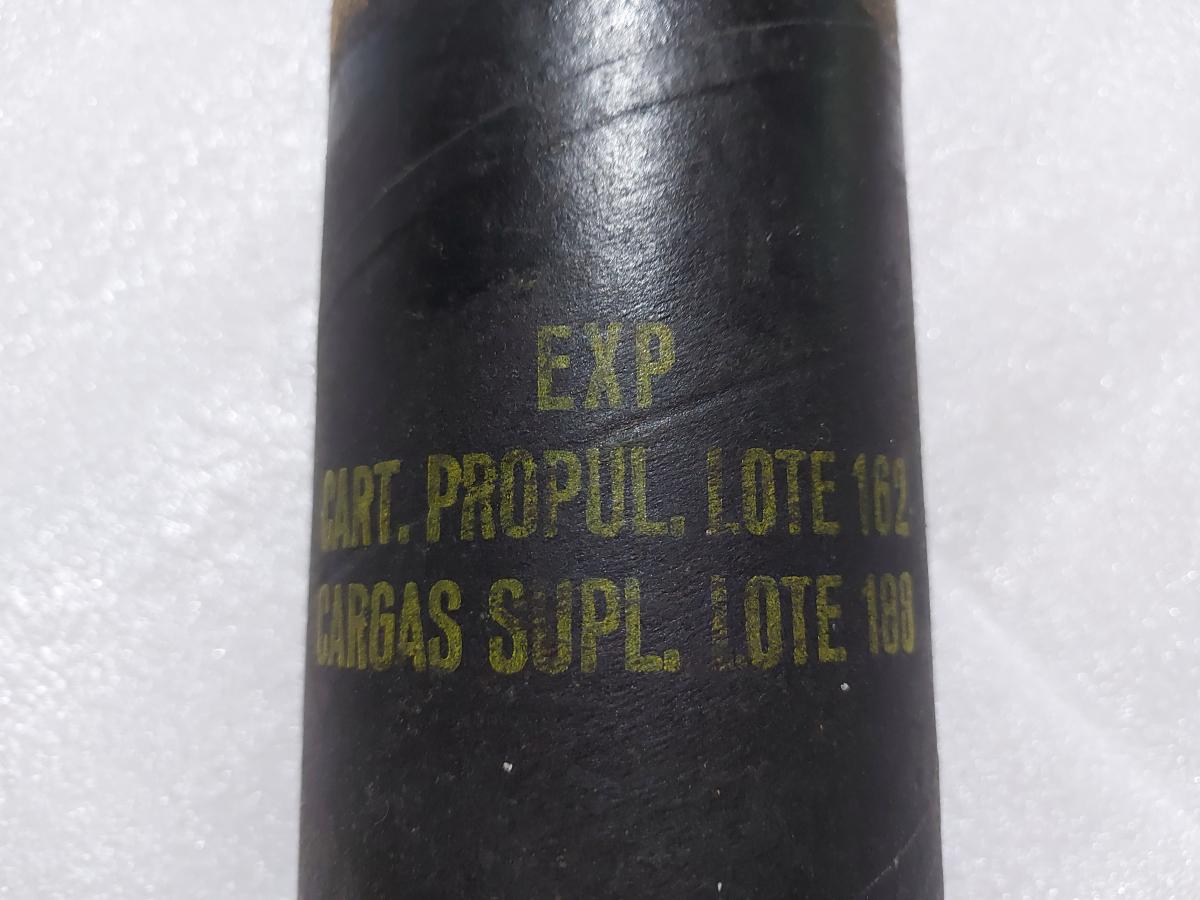 EXP
CART. PROPUL. LOTE 162
CARGAS SUPL. LOTE 188